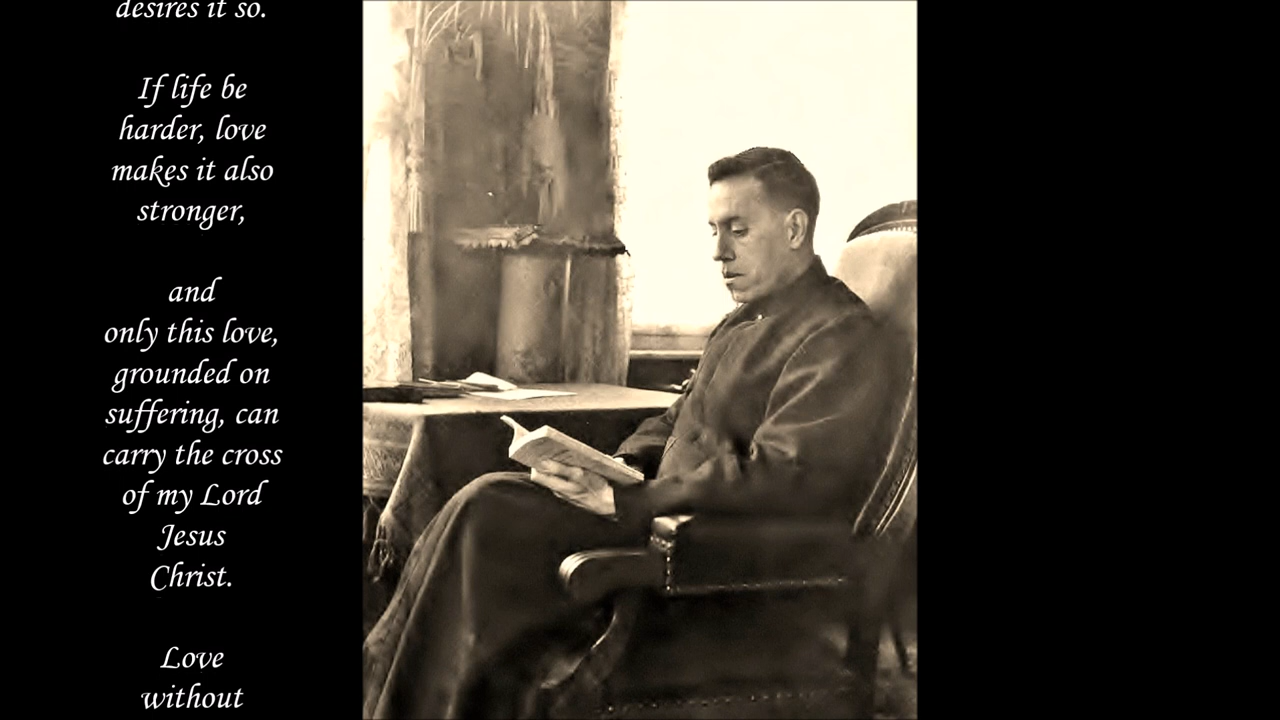 desires it so.
If life be
harder, love
makes it also
stronger,
and
only this love,
grounded on
suffering, can
carry the cross
of my Lord
Jesus
Christ.
Love
without